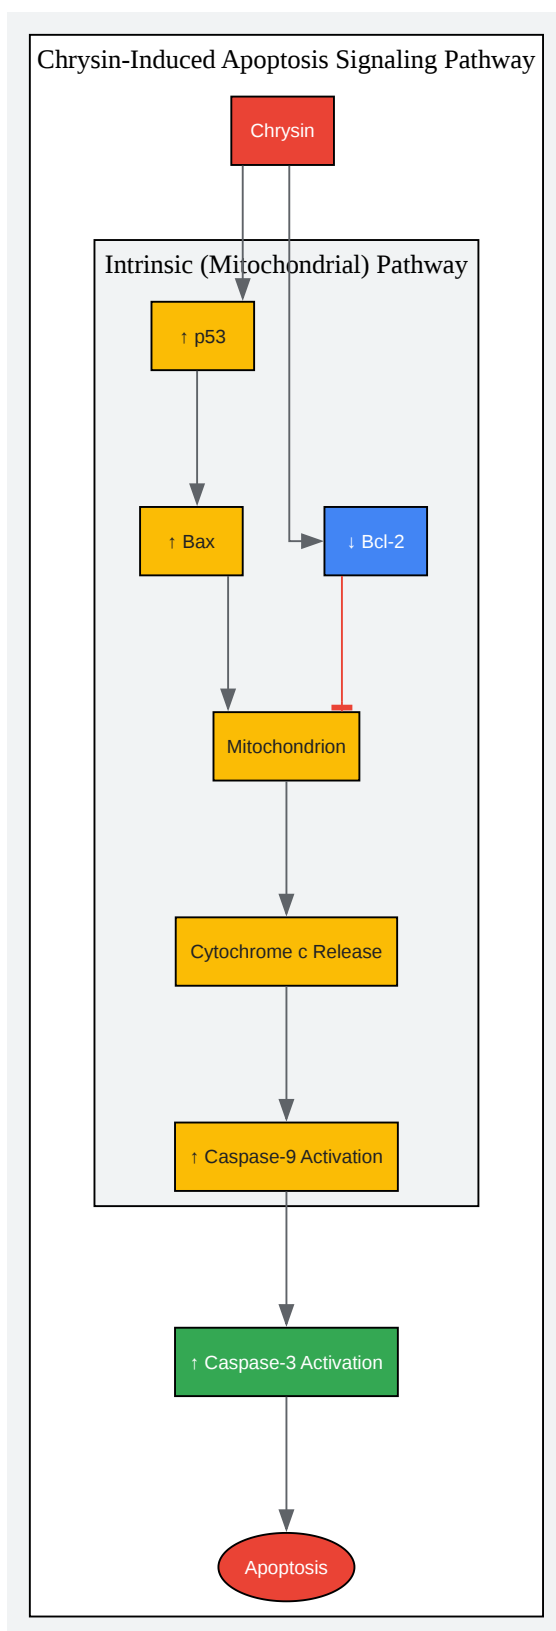 Chrysin-Induced Apoptosis Signaling Pathway
Chrysin
Intrinsic (Mitochondrial) Pathway
↑ p53
↑ Bax
↓ Bcl-2
Mitochondrion
Cytochrome c Release
↑ Caspase-9 Activation
↑ Caspase-3 Activation
Apoptosis